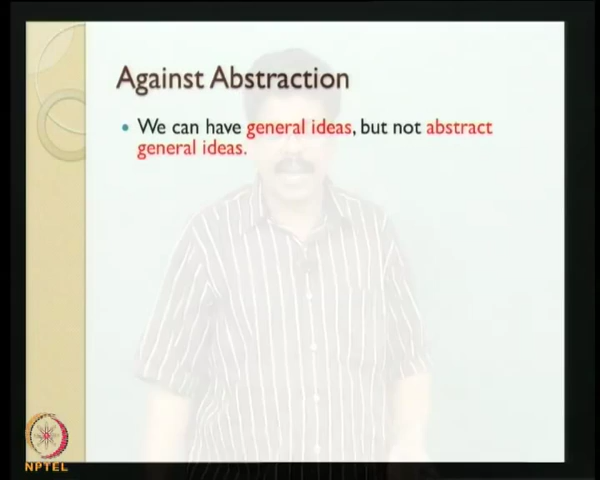 Against Abstraction
• We can have general ideas, but not abstract
general ideas.
NPTEL